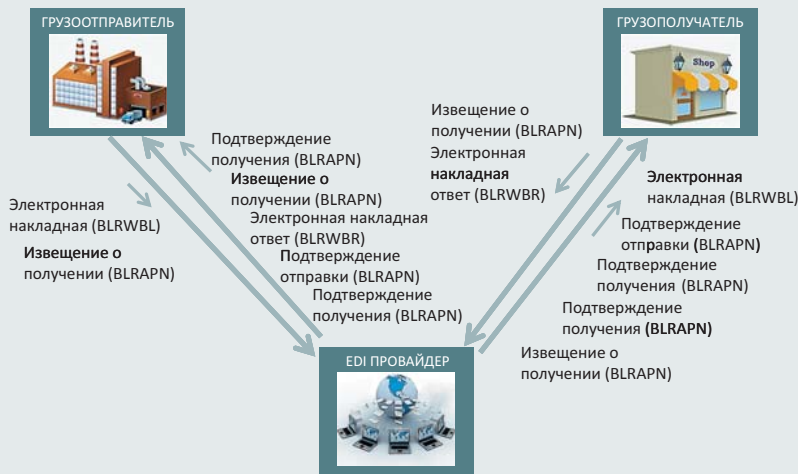 ГРУЗООТПРАВИТЕЛЬ
ГРУЗОПОЛУЧАТЕЛЬ
Shop
Подтверждение
получения (BLRAPN)
Извещение о
получении (BLRAPN)
Электронная накладная
ответ (BLRWBR)
Подтверждение
отправки (BLRAPN)
Подтверждение
получения (BLRAPN)
Электронная
накладная (BLRWBL)
Извещение о
получении (BLRAPN)
Извещение о
получении (BLRAPN)
Электронная
накладная
ответ (BLRWBR)
Электронная
накладная (BLRWBL)
Подтверждение
отправки (BLRAPN)
Подтверждение
получения (BLRAPN)
Подтверждение
получения (BLRAPN)
Извещение о
получении (BLRAPN)
EDI ПРОВАЙДЕР